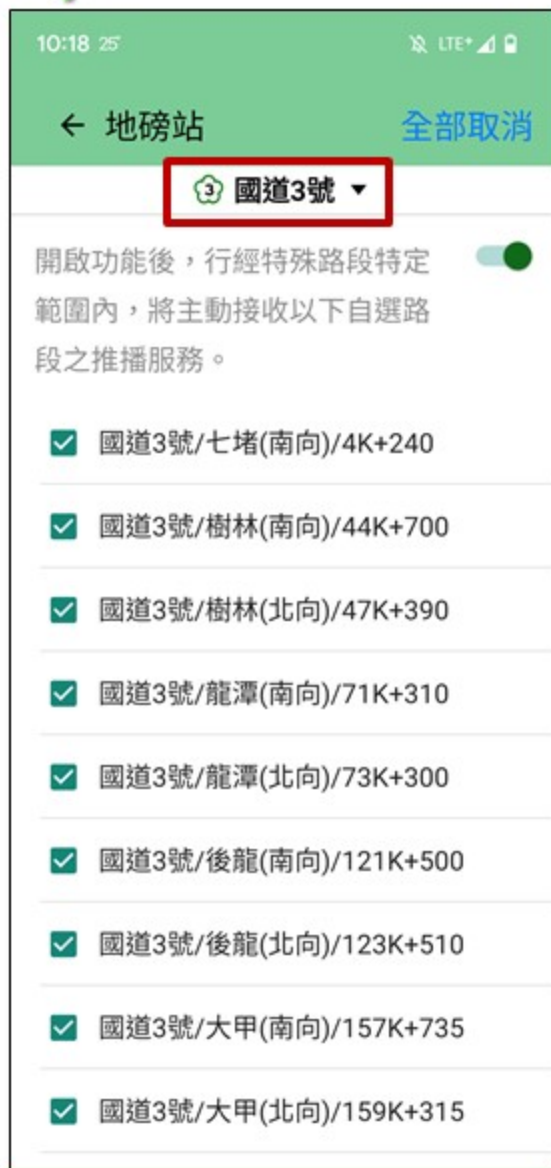 10:18 25° LTE+
← 地磅站 全部取消
3 國道3號 ▼
開啟功能後，行經特殊路段特定
範圍內，將主動接收以下自選路
段之推播服務。
國道3號/七堵(南向)/4K+240
國道3號/樹林(南向)/44K+700
國道3號/樹林(北向)/47K+390
國道3號/龍潭(南向)/71K+310
國道3號/龍潭(北向)/73K+300
國道3號/後龍(南向)/121K+500
國道3號/後龍(北向)/123K+510
國道3號/大甲(南向)/157K+735
國道3號/大甲(北向)/159K+315